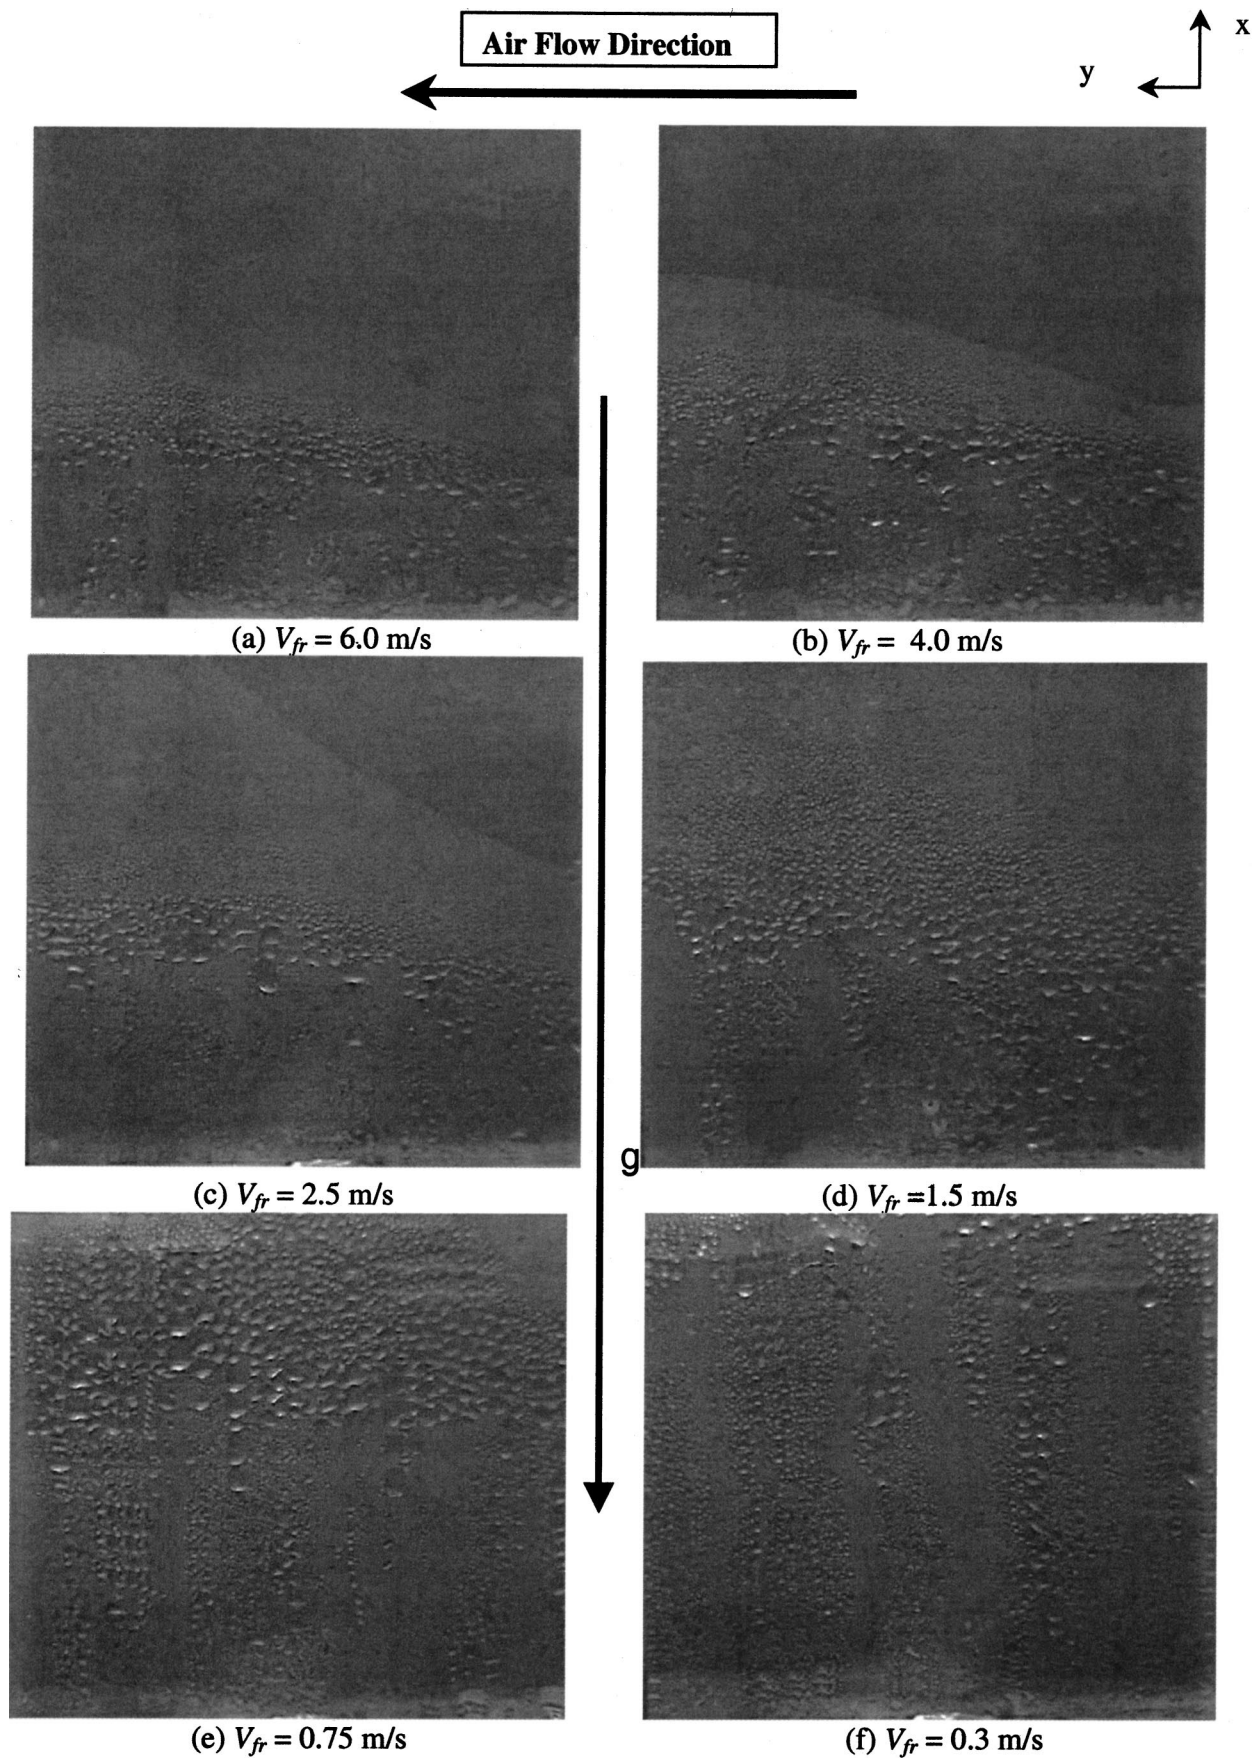 Air Flow Direction
x
y
(a) V_fr = 6.0 m/s
(b) V_fr = 4.0 m/s
g
(c) V_fr = 2.5 m/s
(d) V_fr =1.5 m/s
(e) V_fr = 0.75 m/s
(f) V_fr = 0.3 m/s